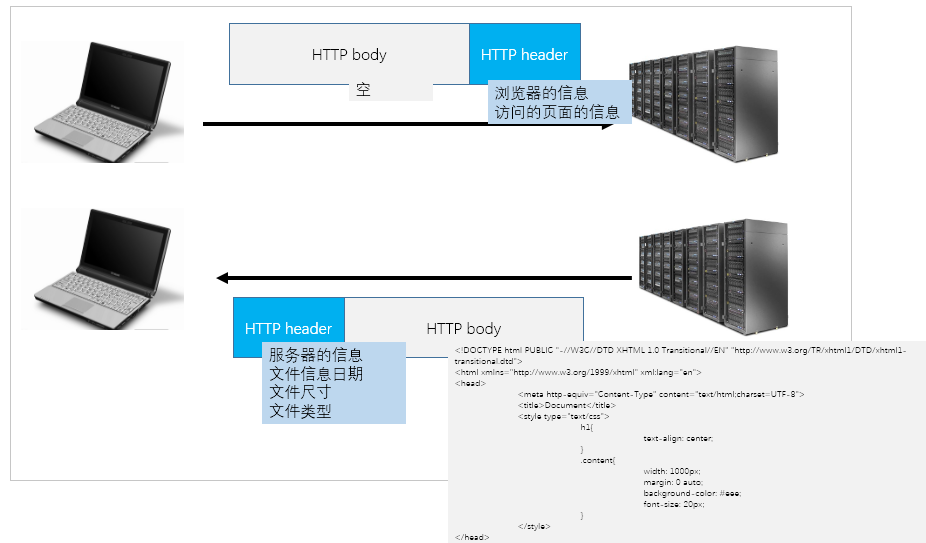 HTTP body
HTTP header
空
浏览器的信息
访问的页面的信息
HTTP header
HTTP body
服务器的信息
文件信息日期
文件尺寸
文件类型
<!DOCTYPE html PUBLIC "-//W3C//DTD XHTML 1.0 Transitional//EN" "http://www.w3.org/TR/xhtml1/DTD/xhtml1-
transitional.dtd">
<html xmlns="http://www.w3.org/1999/xhtml" xml:lang="en">
<head>
<meta http-equiv="Content-Type" content="text/html;charset=UTF-8">
<title>Document</title>
<style type="text/css">
h1{
text-align: center;
}
.content{
width: 1000px;
margin: 0 auto;
background-color: #eee;
font-size: 20px;
}
</style>
</head>